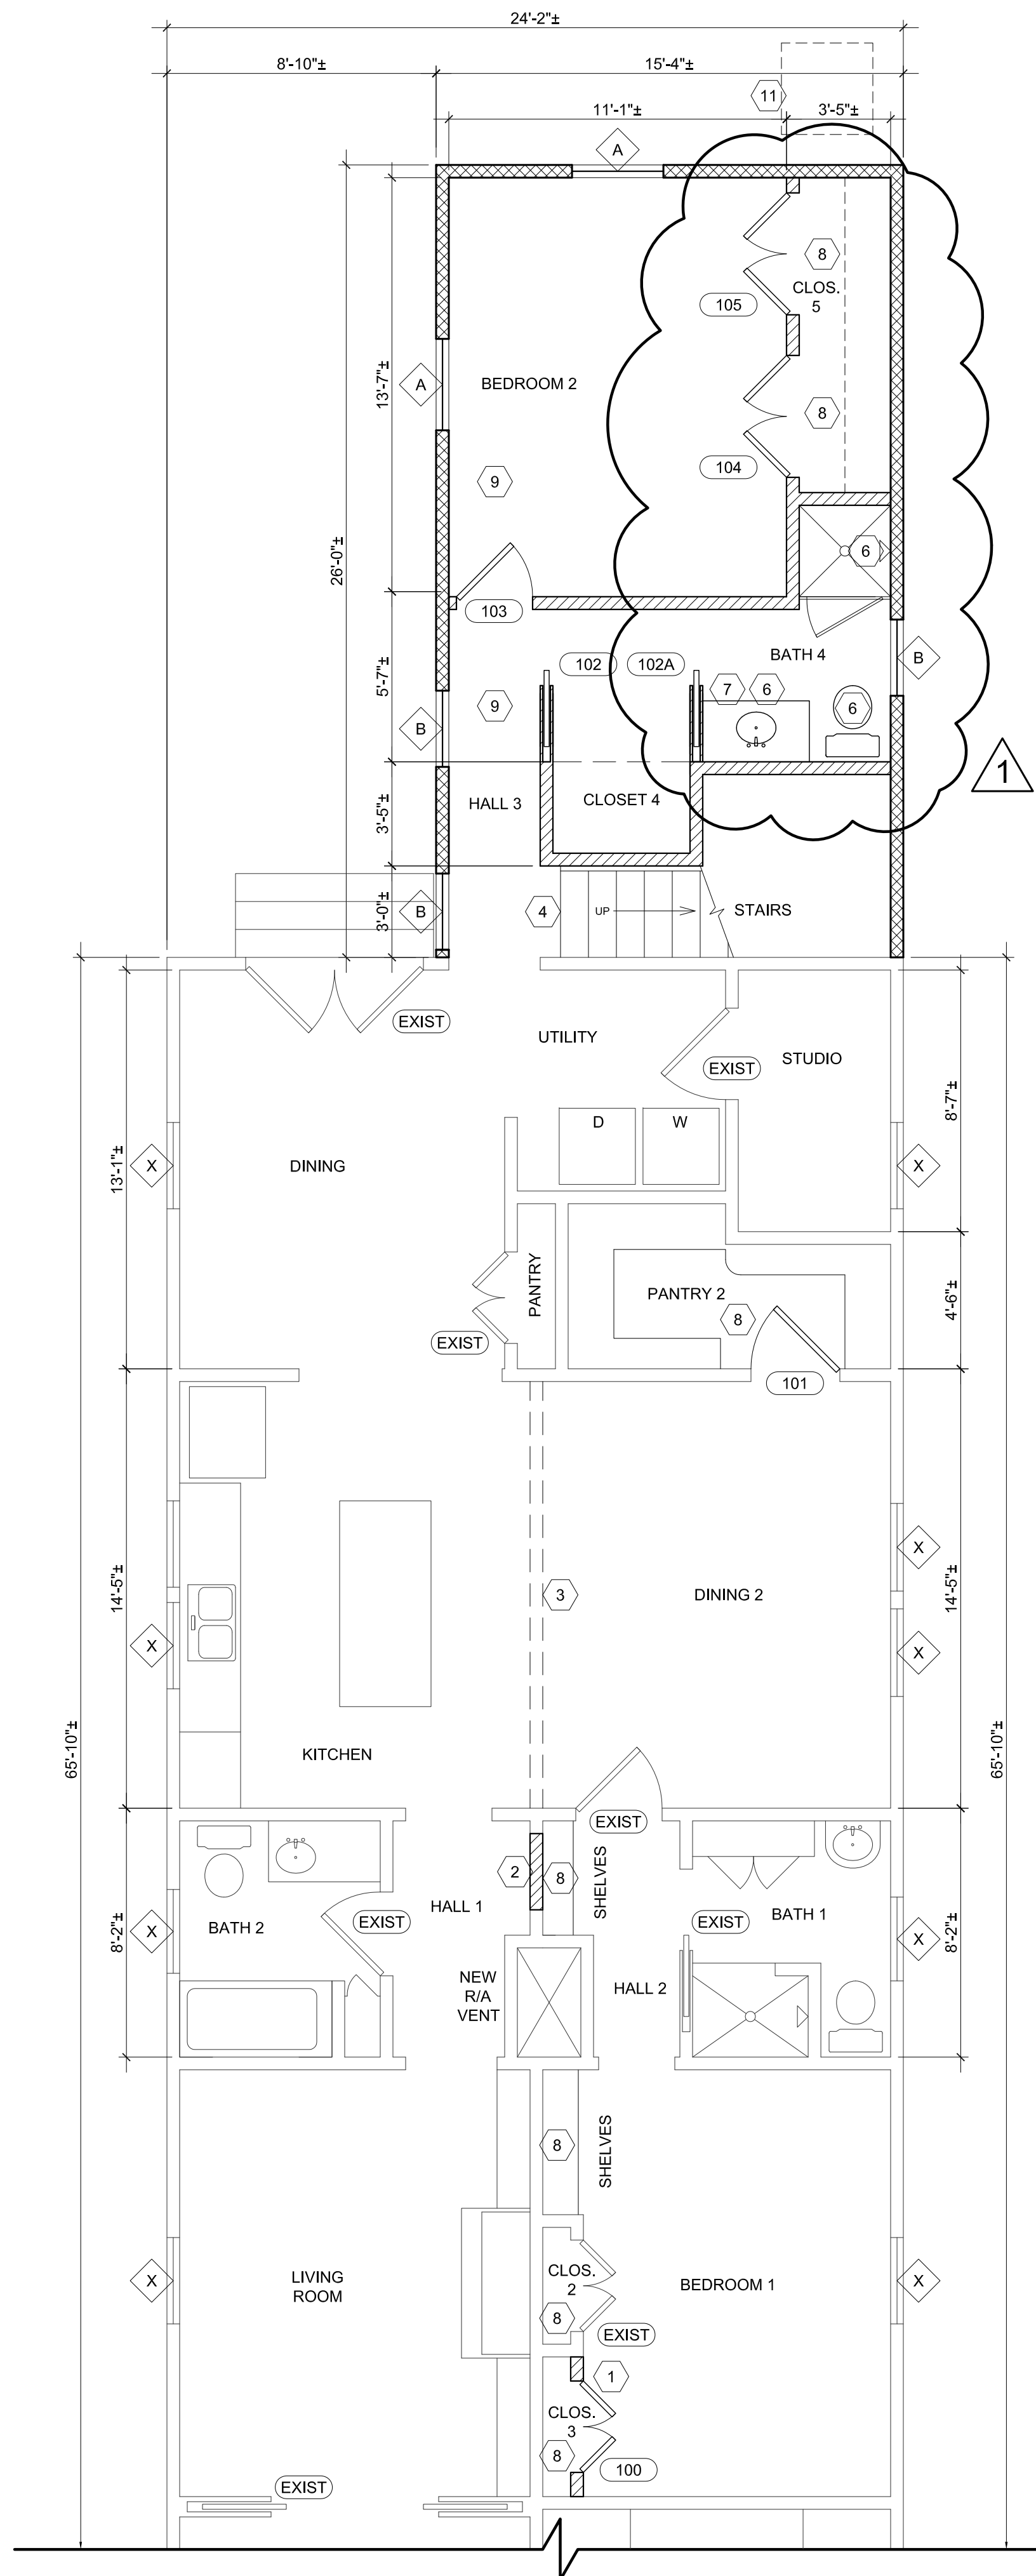 24'-2"±
8'-10"±
15'-4"±
11
11'-1"±
3'-5"±
A
8
CLOS.
5
105
13'-7"±
A
BEDROOM 2
8
104
9
26'-0"±
6
103
BATH 4
B
102
102A
5'-7"±
7
6
9
6
B
1
HALL 3
CLOSET 4
3'-5"±
3'-0"±
B
4
UP
STAIRS
EXIST
UTILITY
STUDIO
EXIST
8'-7"±
D
W
13'-1"±
X
DINING
X
PANTRY
PANTRY 2
8
4'-6"±
EXIST
101
X
14'-5"±
3
DINING 2
14'-5"±
X
X
65'-10"±
KITCHEN
65'-10"±
EXIST
2
8
SHELVES
HALL 1
BATH 2
EXIST
EXIST
BATH 1
8'-2"±
X
X
8'-2"±
NEW
R/A
VENT
HALL 2
8
SHELVES
X
LIVING
ROOM
CLOS.
2
BEDROOM 1
X
8
EXIST
1
CLOS.
3
8
100
EXIST